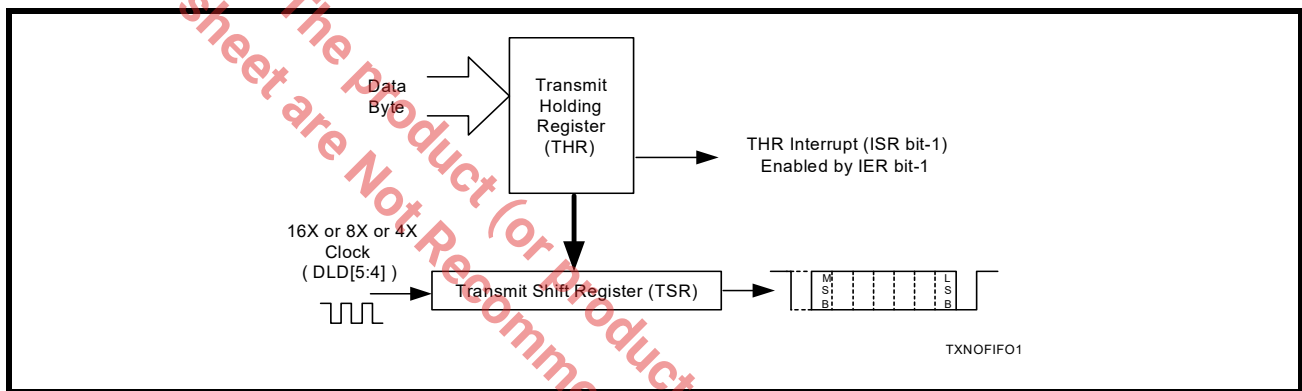 The product (or product
sheet are Not Recomme
Data
Byte
Transmit
Holding
Register
(THR)
THR Interrupt (ISR bit-1)
Enabled by IER bit-1
16X or 8X or 4X
Clock
( DLD[5:4] )
Transmit Shift Register (TSR)
M
S
B
L
S
B
TXNOFIFO1